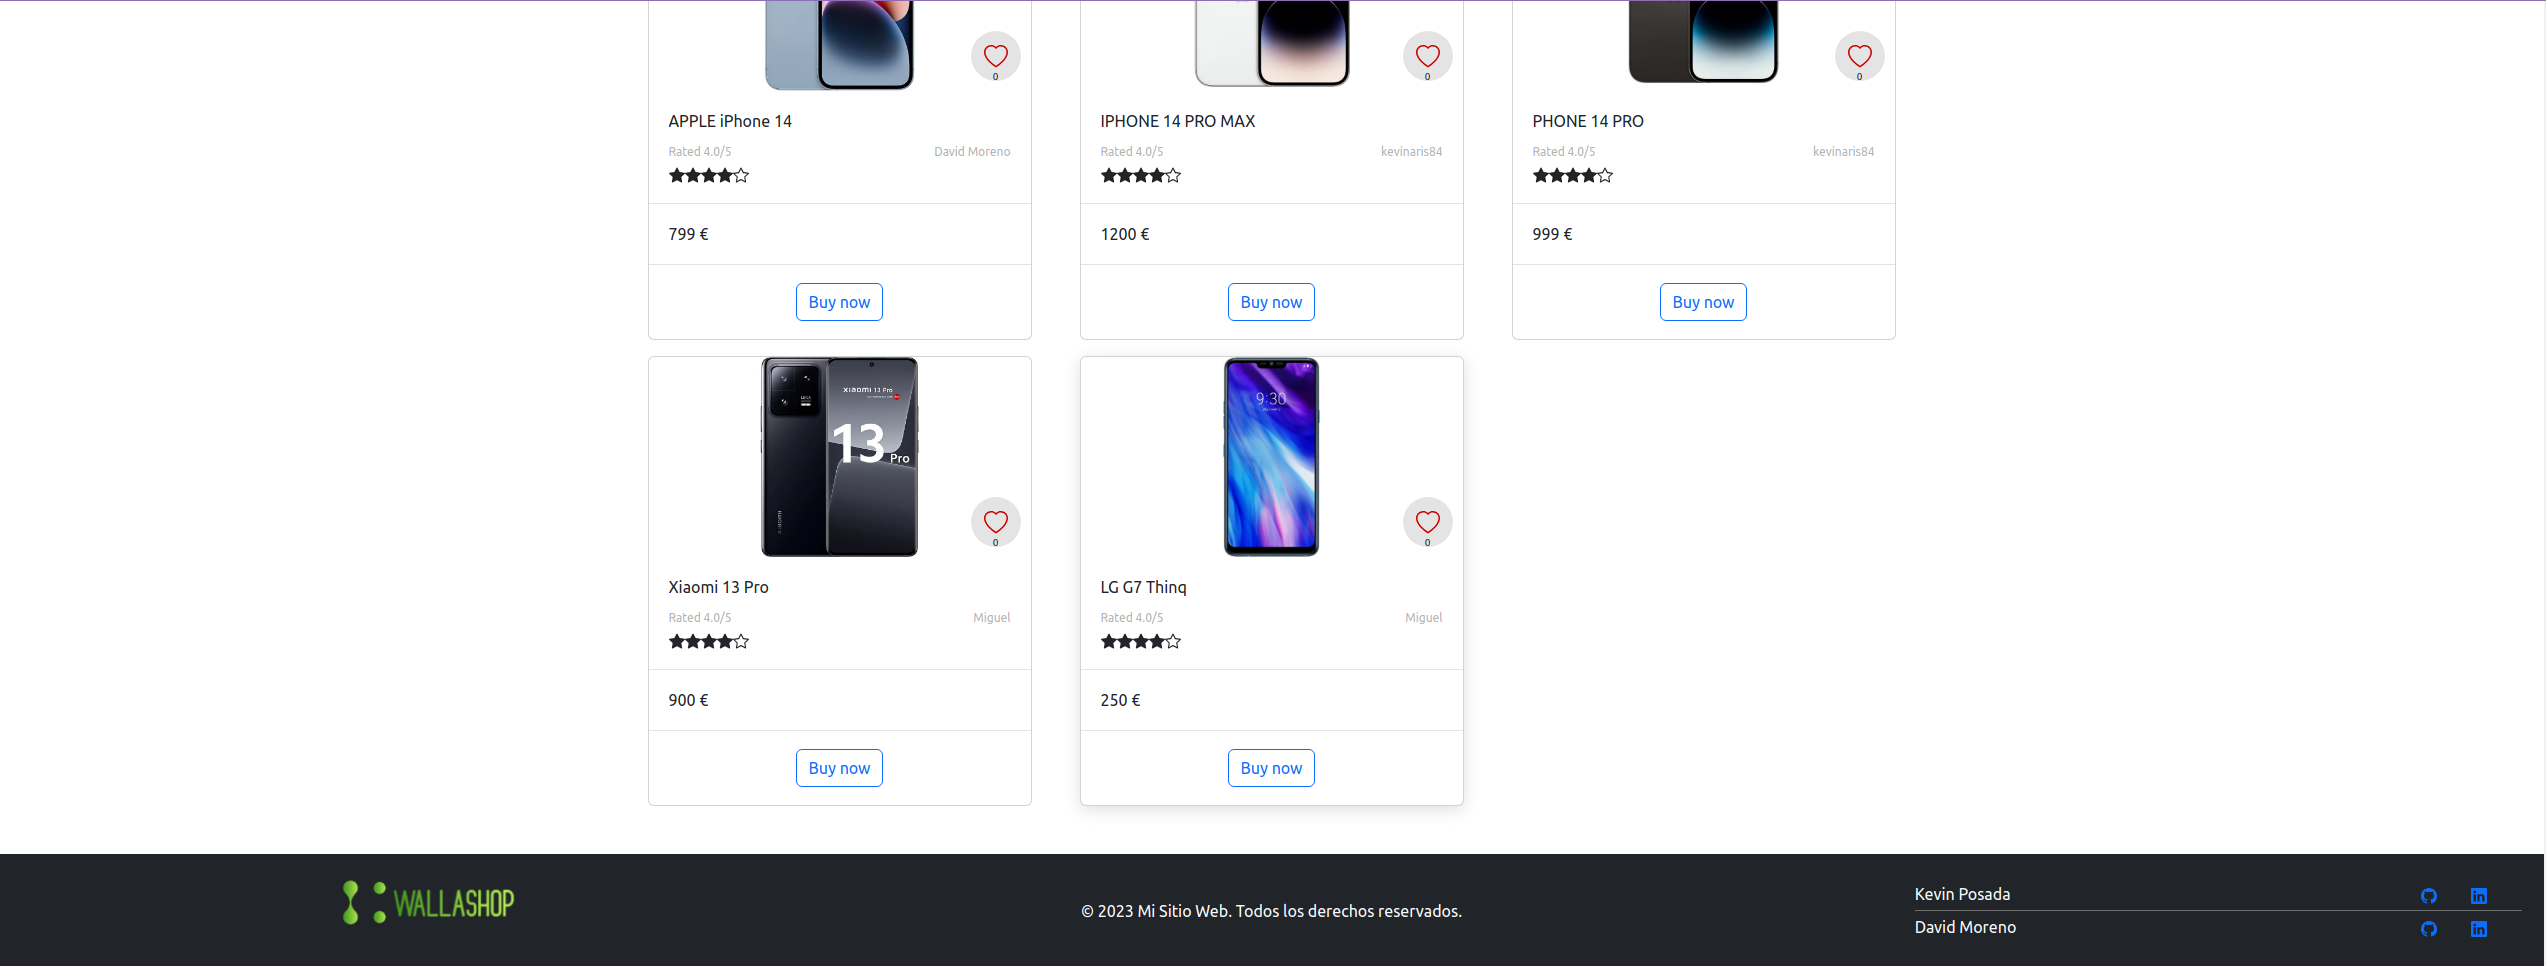 0
0
0
APPLE iPhone 14
IPHONE 14 PRO MAX
PHONE 14 PRO
Rated 4.0/5
David Moreno
Rated 4.0/5
kevinaris84
Rated 4.0/5
kevinaris84
799 €
1200 €
999 €
Buy now
Buy now
Buy now
xiaomi 13 Pro
13 Pro
xiaomi
9:30
0
0
Xiaomi 13 Pro
LG G7 Thinq
Rated 4.0/5
Miguel
Rated 4.0/5
Miguel
900 €
250 €
Buy now
Buy now
WALLASHOP
© 2023 Mi Sitio Web. Todos los derechos reservados.
Kevin Posada
in
David Moreno
in